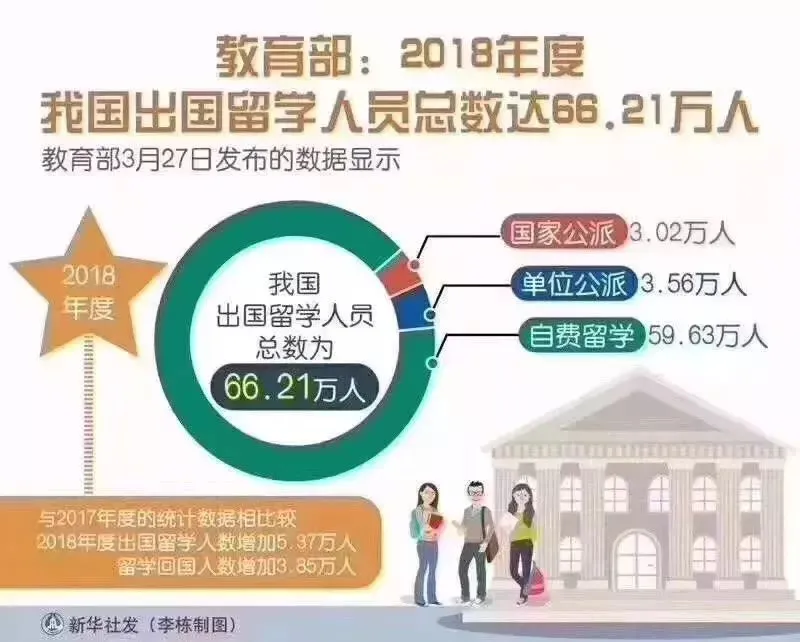 教育部：2018年度
我国出国留学人员总数达66.21万人
教育部3月27日发布的数据显示
2018
年度
我国
出国留学人员
总数为
66.21万人
国家公派 3.02万人
单位公派 3.56万人
自费留学 59.63万人
与2017年度的统计数据相比较
2018年度出国留学人数增加5.37万人
留学回国人数增加3.85万人
新华社发（李栋制图）